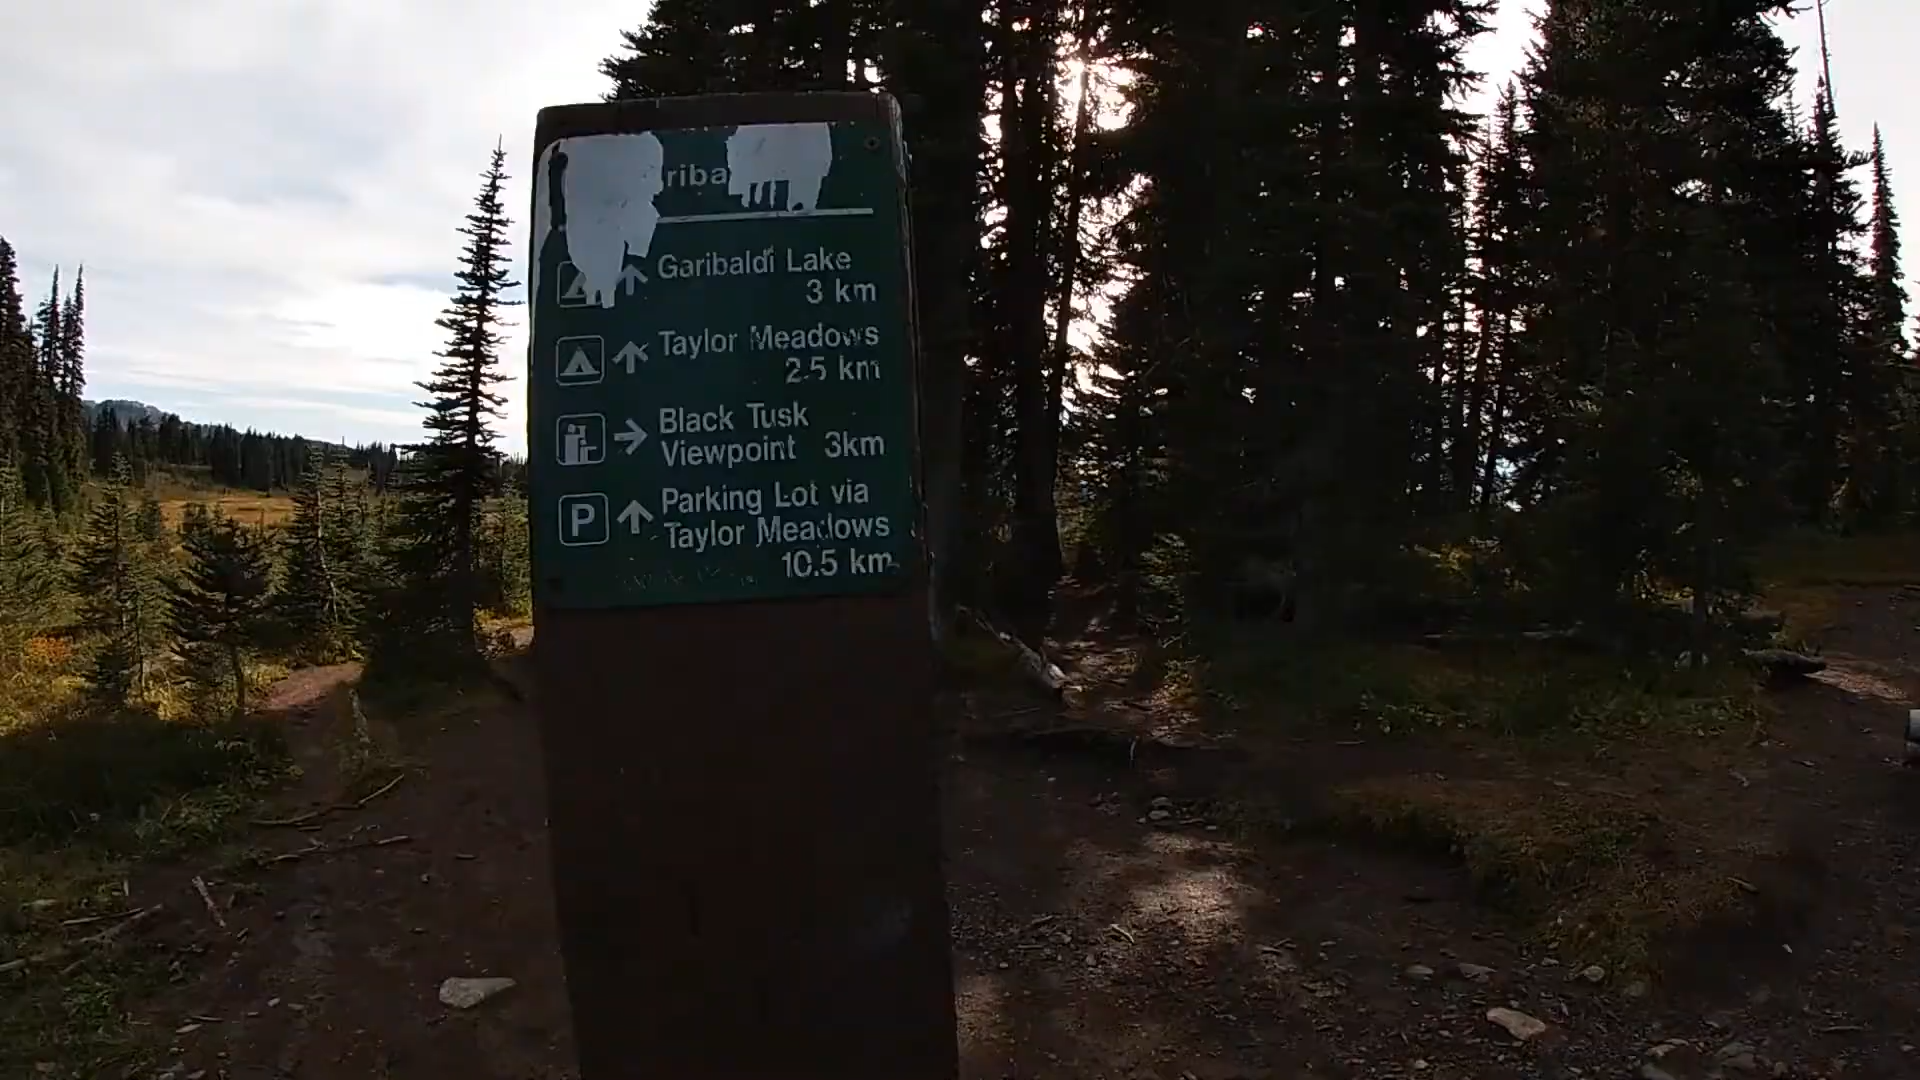 riba
Garibaldi Lake
3 km
Taylor Meadows
2.5 km
Black Tusk
Viewpoint 3km
P Parking Lot via
Taylor Meadows
10.5 km